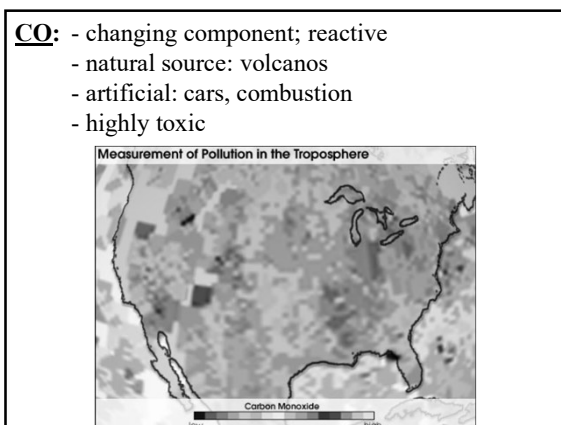 CO: - changing component; reactive
- natural source: volcanos
- artificial: cars, combustion
- highly toxic
Measurement of Pollution in the Troposphere
Carbon Monoxide